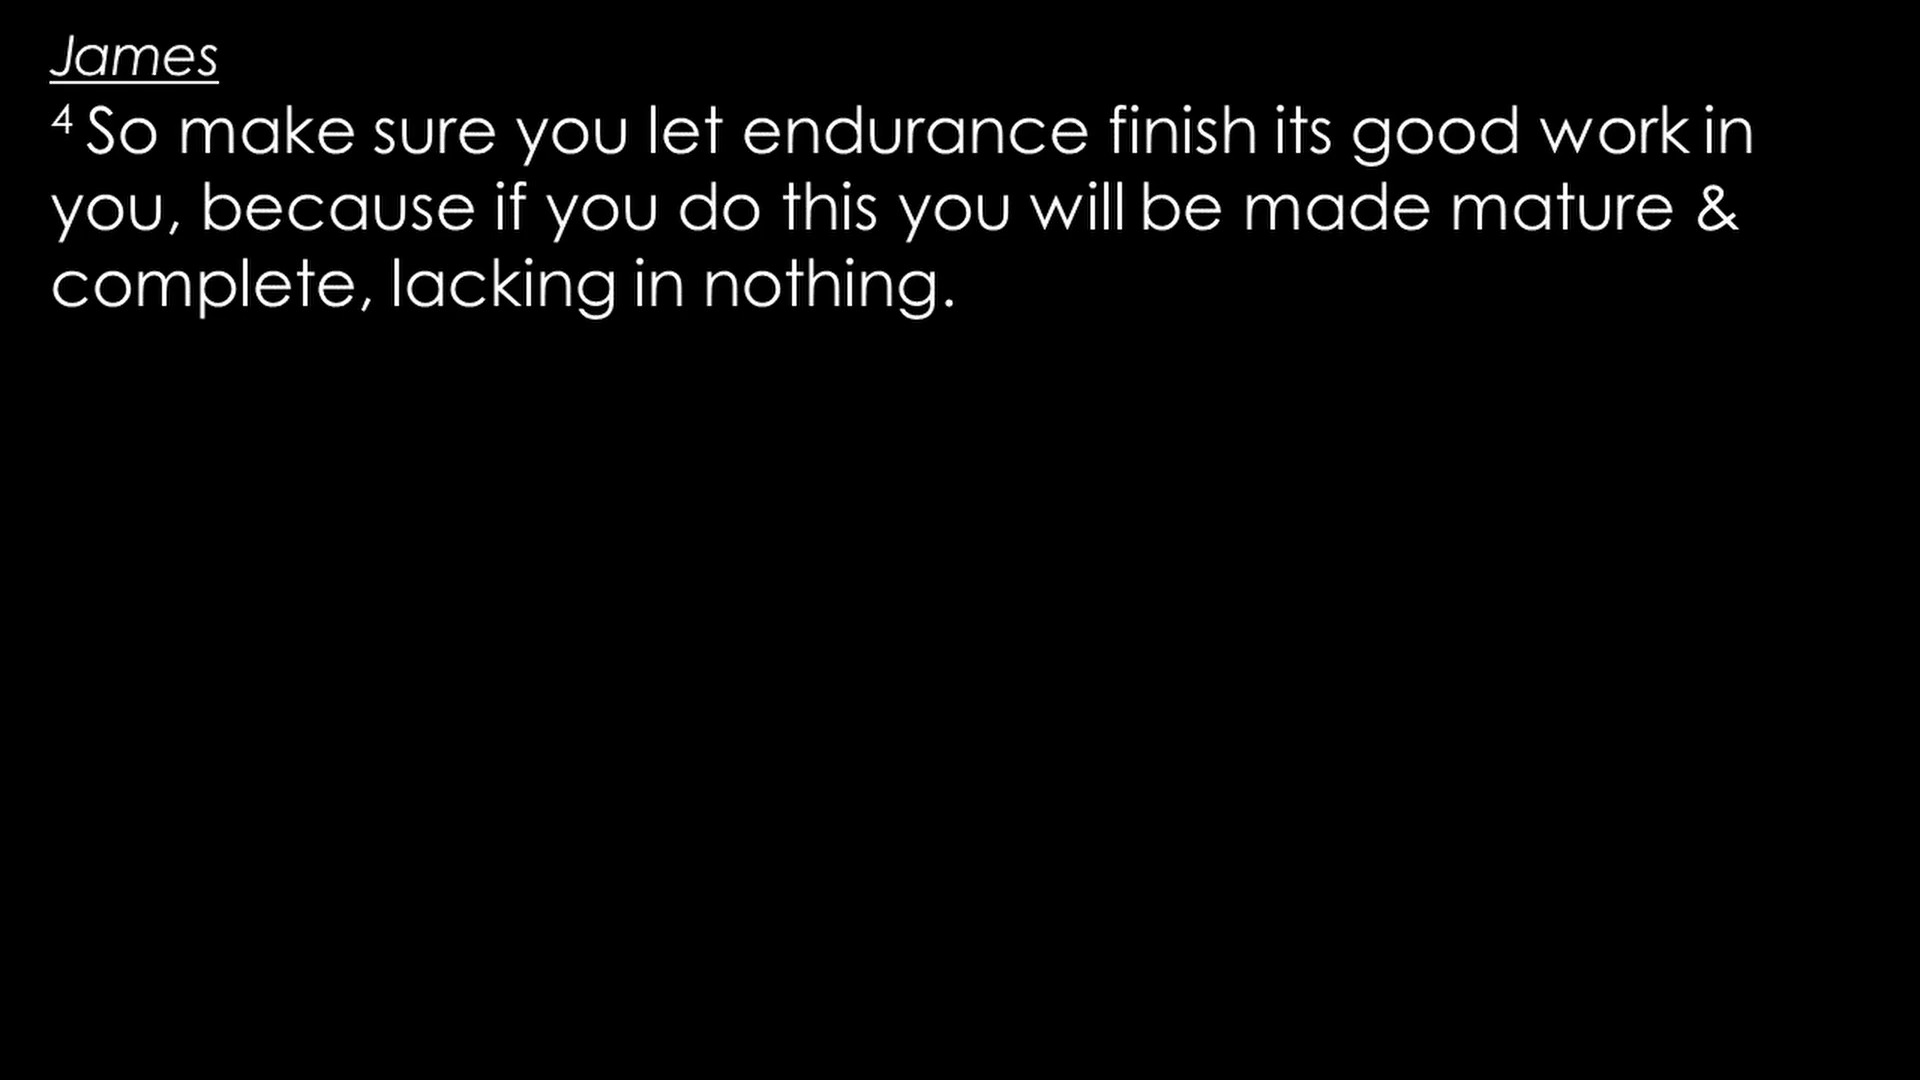 James
4 So make sure you let endurance finish its good work in
you, because if you do this you will be made mature &
complete, lacking in nothing.